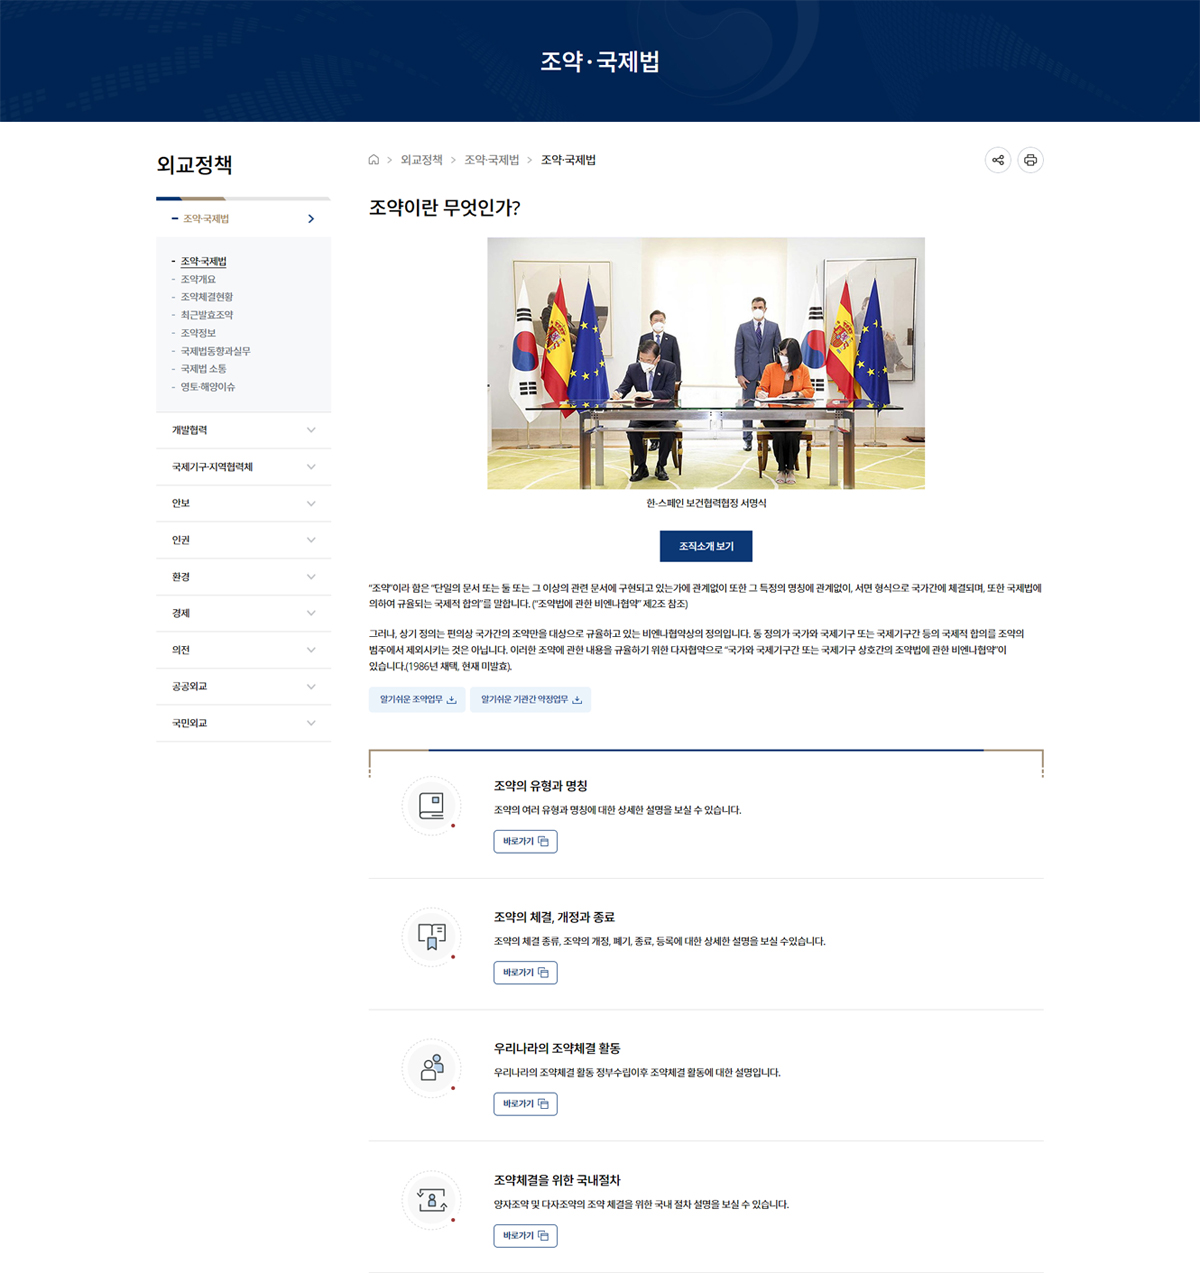 조약·국제법
외교정책
조약·국제법
- 조약·국제법
- 조약개요
- 조약체결현황
- 최근발효조약
- 조약정보
- 국제법동향과실무
- 국제법 소통
- 영토·해양이슈
개발협력
국제기구·지역협력체
안보
인권
환경
경제
의전
공공외교
국민외교
외교정책 > 조약·국제법 > 조약·국제법
조약이란 무엇인가?
한-스페인 보건협력협정 서명식
조직소개 보기
“조약”이라 함은 “단일의 문서 또는 둘 또는 그 이상의 관련 문서에 구현되고 있는가에 관계없이 또한 그 특정의 명칭에 관계없이, 서면 형식으로 국가간에 체결되며, 또한 국제법에
의하여 규율되는 국제적 합의”를 말합니다. (“조약법에 관한 비엔나협약” 제2조 참조)
그러나, 상기 정의는 편의상 국가간의 조약만을 대상으로 규율하고 있는 비엔나협약상의 정의입니다. 동 정의가 국가와 국제기구 또는 국제기구간 등의 국제적 합의를 조약의
범주에서 제외시키는 것은 아닙니다. 이러한 조약에 관한 내용을 규율하기 위한 다자협약으로 “국가와 국제기구간 또는 국제기구 상호간의 조약법에 관한 비엔나협약”이
있습니다.(1986년 채택, 현재 미발효).
알기쉬운 조약업무
알기쉬운 기관간 약정업무
조약의 유형과 명칭
조약의 여러 유형과 명칭에 대한 상세한 설명을 보실 수 있습니다.
바로가기
조약의 체결, 개정과 종료
조약의 체결 종류, 조약의 개정, 폐기, 종료, 등록에 대한 상세한 설명을 보실 수있습니다.
바로가기
우리나라의 조약체결 활동
우리나라의 조약체결 활동 정부수립이후 조약체결 활동에 대한 설명입니다.
바로가기
조약체결을 위한 국내절차
양자조약 및 다자조약의 조약 체결을 위한 국내 절차 설명을 보실 수 있습니다.
바로가기